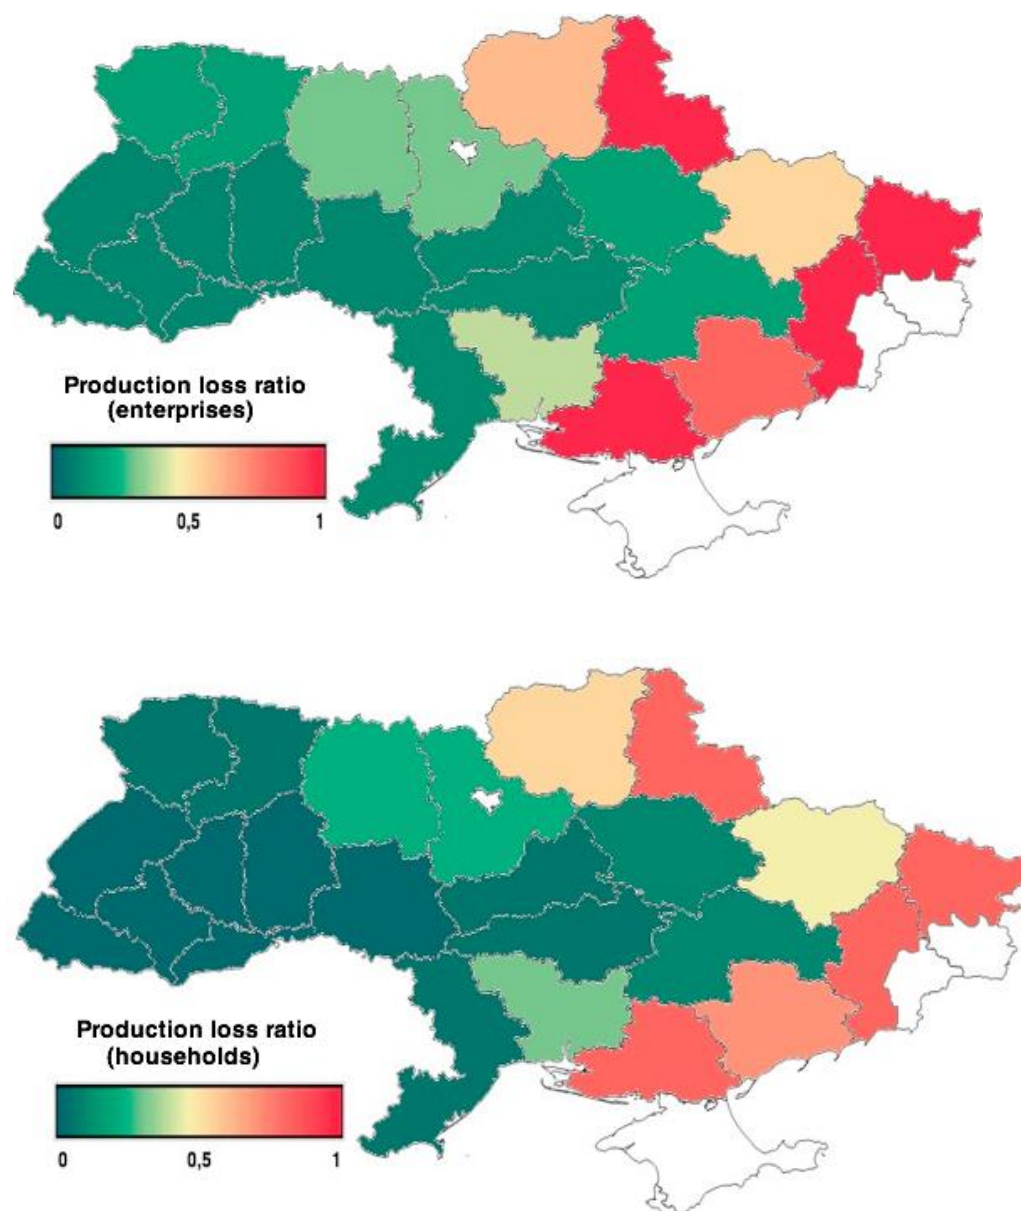 Production loss ratio
(enterprises)
0 0,5 1
Production loss ratio
(households)
0 0,5 1